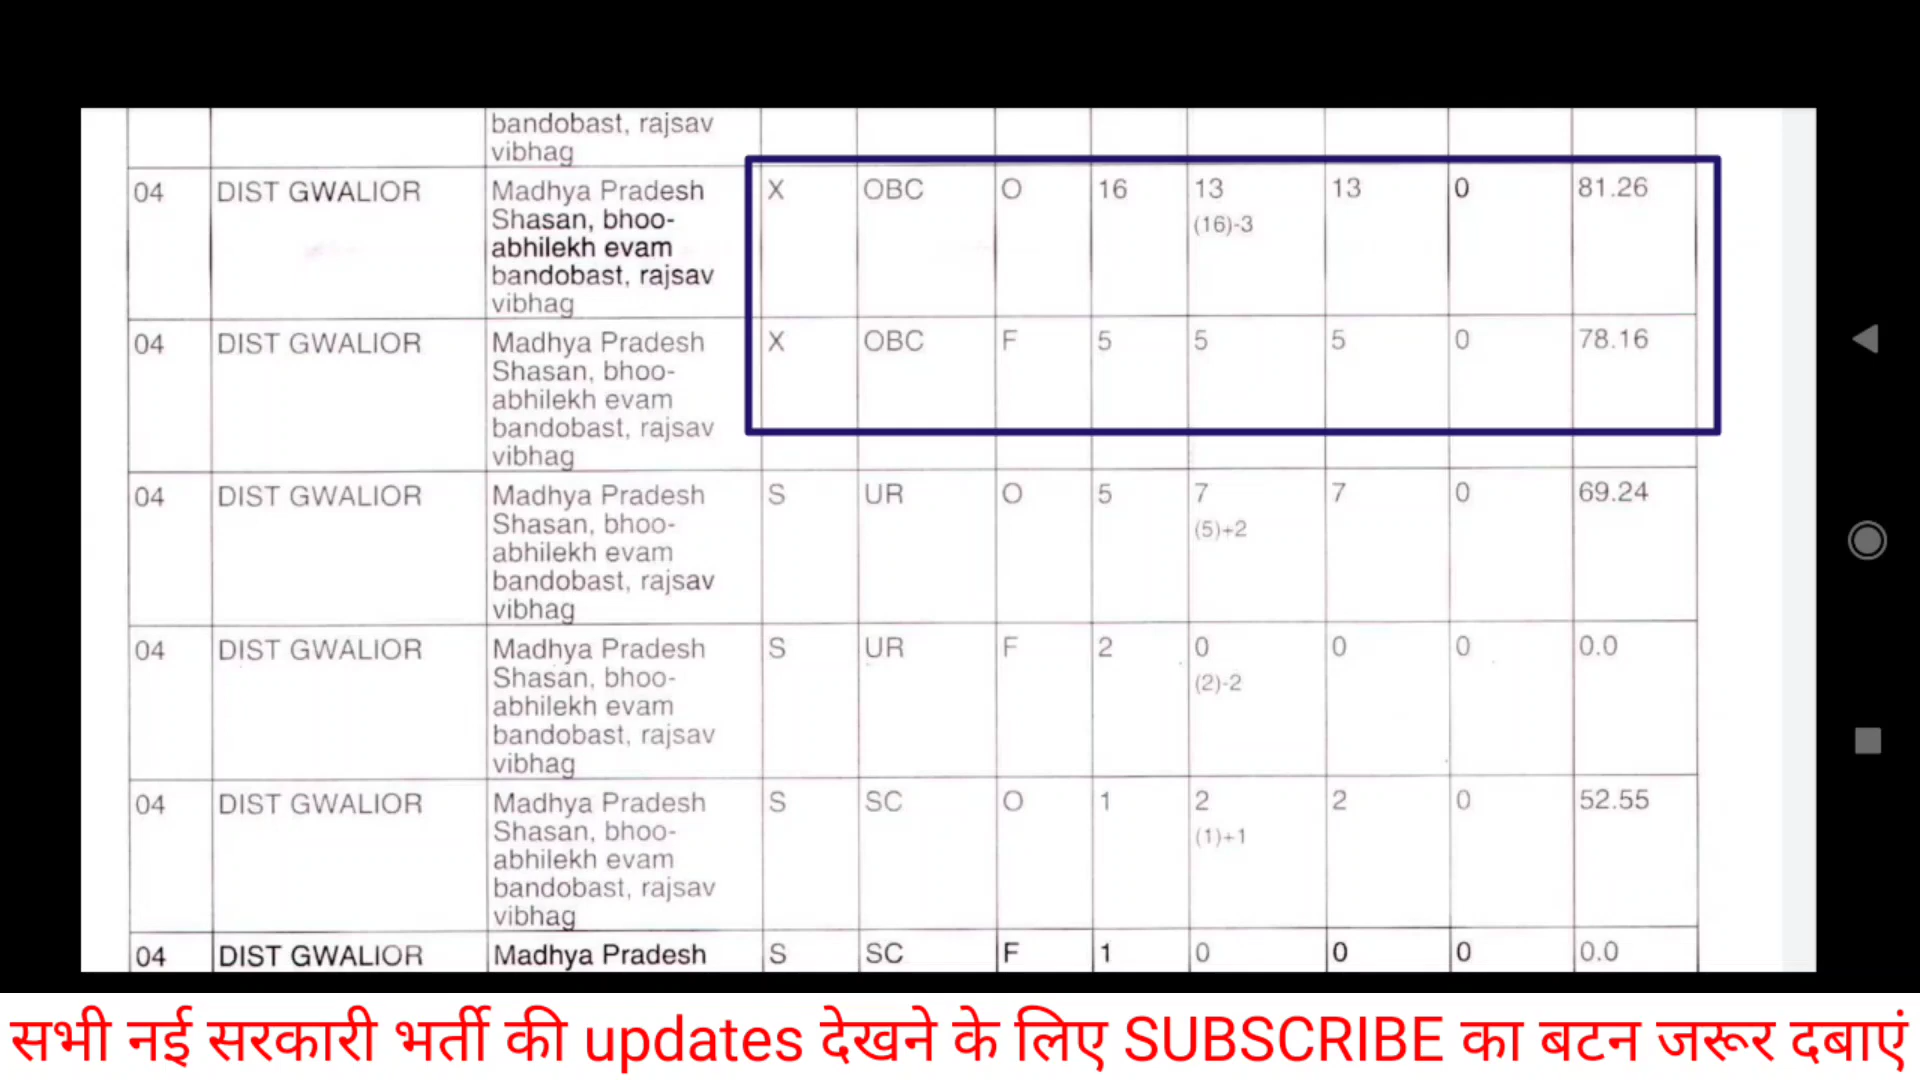 bandobast, rajsav
vibhag
04 DIST GWALIOR Madhya Pradesh X OBC O 16 13 13 0 81.26
Shasan, bhoo- (16)-3
abhilekh evam
bandobast, rajsav
vibhag
04 DIST GWALIOR Madhya Pradesh X OBC F 5 5 5 0 78.16
Shasan, bhoo-
abhilekh evam
bandobast, rajsav
vibhag
04 DIST GWALIOR Madhya Pradesh S UR O 5 7 7 0 69.24
Shasan, bhoo- (5)+2
abhilekh evam
bandobast, rajsav
vibhag
04 DIST GWALIOR Madhya Pradesh S UR F 2 0 0 0 0.0
Shasan, bhoo- (2)-2
abhilekh evam
bandobast, rajsav
vibhag
04 DIST GWALIOR Madhya Pradesh S SC O 1 2 2 0 52.55
Shasan, bhoo- (1)+1
abhilekh evam
bandobast, rajsav
vibhag
04 DIST GWALIOR Madhya Pradesh S SC F 1 0 0 0 0.0
सभी नई सरकारी भर्ती की updates देखने के लिए SUBSCRIBE का बटन जरूर दबाएं